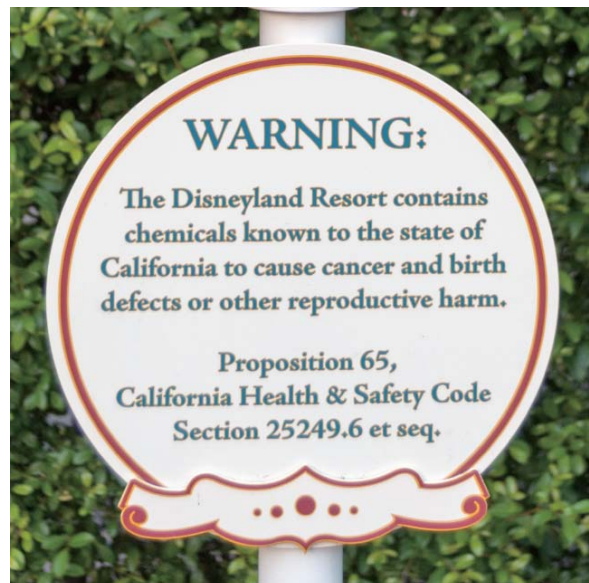 WARNING:
The Disneyland Resort contains
chemicals known to the state of
California to cause cancer and birth
defects or other reproductive harm.
Proposition 65,
California Health & Safety Code
Section 25249.6 et seq.